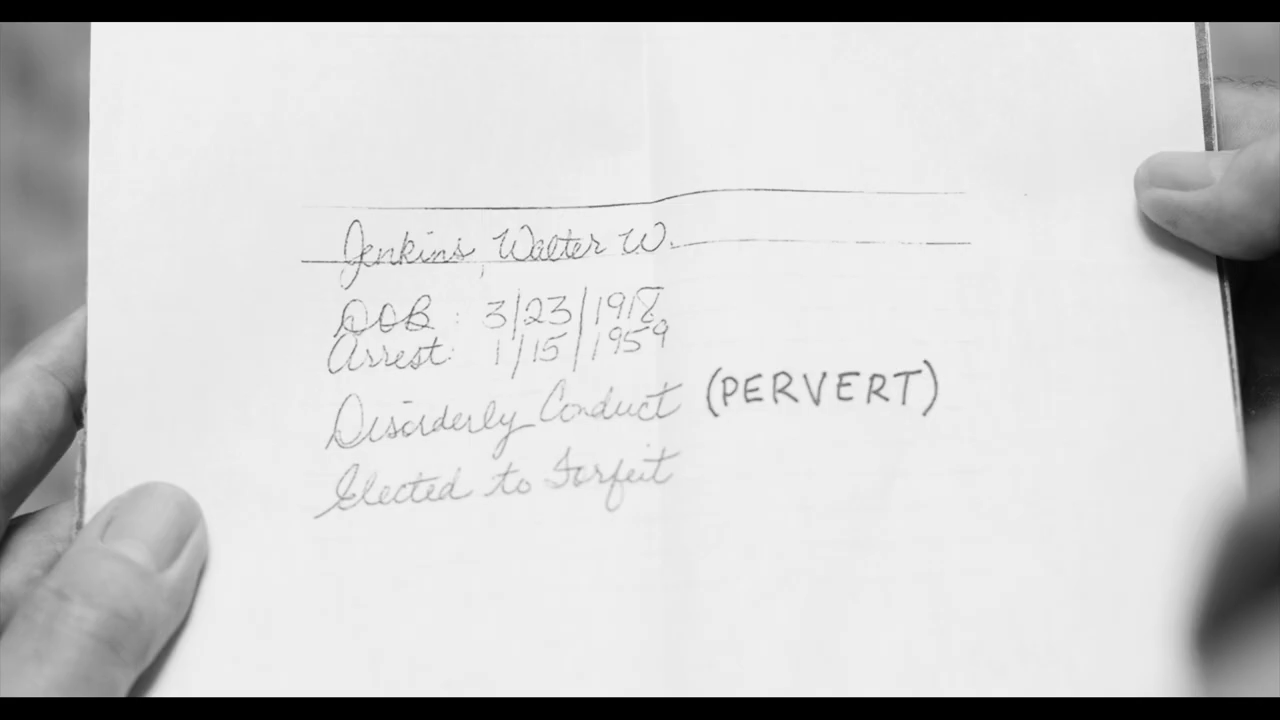 Jenkins, Walter W.
DOB: 3/23/1918
Arrest: 1/15/1959
Disorderly Conduct (PERVERT)
Elected to Forfeit